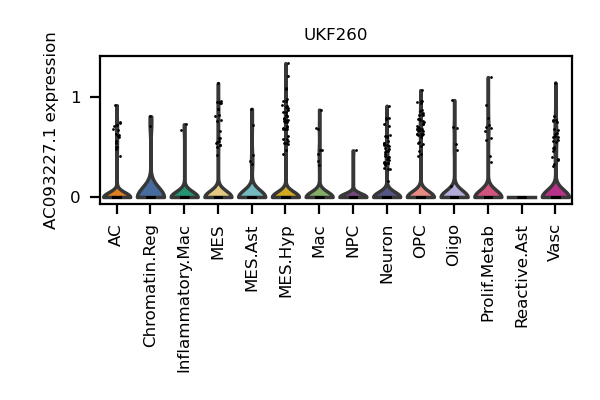 UKF260
AC093227.1 expression
1
0
AC
Chromatin.Reg
Inflammatory.Mac
MES
MES.Ast
MES.Hyp
Mac
NPC
Neuron
OPC
Oligo
Prolif.Metab
Reactive.Ast
Vasc